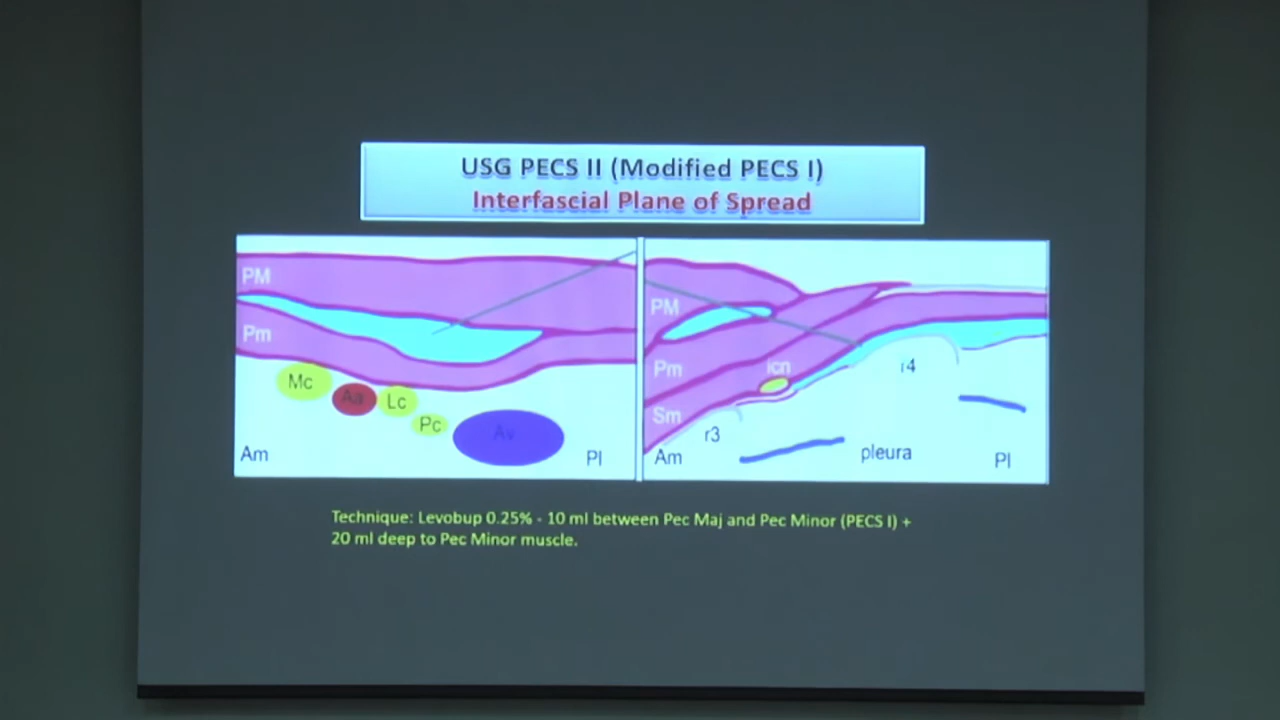 USG PECS II (Modified PECS I)
Interfascial Plane of Spread
PM
Pm
Mc
Aa
Lc
Pc
Av
Am
Pl
PM
Pm
icn
r4
Sm
r3
Am
pleura
Pl
Technique: Levobup 0.25% - 10 ml between Pec Maj and Pec Minor (PECS I) +
20 ml deep to Pec Minor muscle.